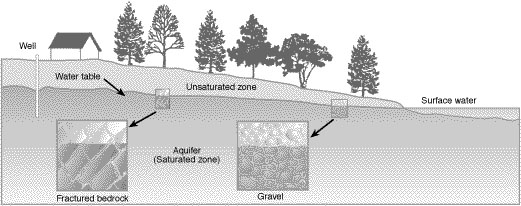 Well
Water table
Unsaturated zone
Surface water
Aquifer
(Saturated zone)
Fractured bedrock
Gravel